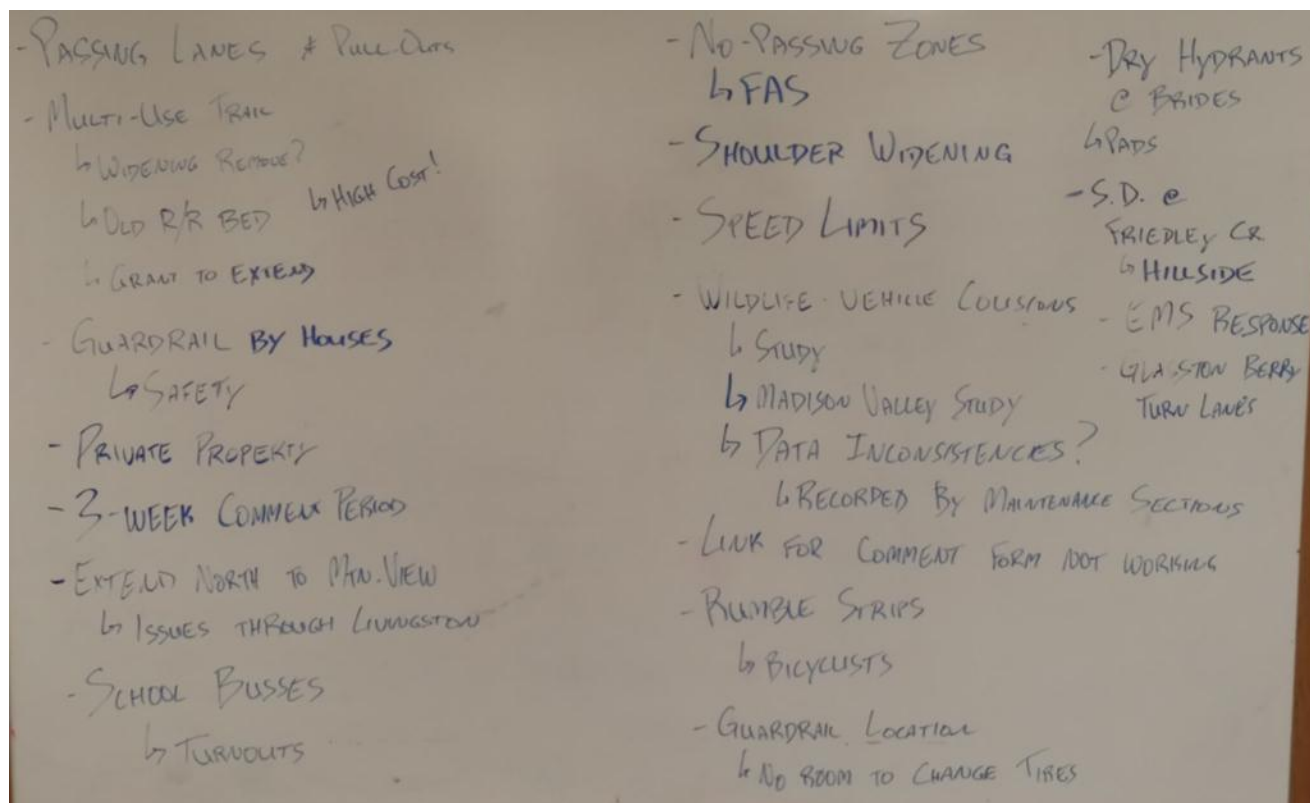 - PASSING LANES & PULL-OUTS
- MULTI-USE TRAIL
↳ WIDENING REMOVE?
↳ OLD R/R BED ↳ HIGH COST!
↳ GRANT TO EXTEND
- GUARDRAIL BY HOUSES
↳ SAFETY
- PRIVATE PROPERTY
- 3-WEEK COMMENT PERIOD
- EXTEND NORTH TO MTN. VIEW
↳ ISSUES THROUGH LIVINGSTON
- SCHOOL BUSSES
↳ TURNOUTS
- NO-PASSING ZONES
↳ FAS
- SHOULDER WIDENING
- SPEED LIMITS
- WILDLIFE-VEHICLE COLISIONS
↳ STUDY
↳ MADISON VALLEY STUDY
↳ DATA INCONSISTENCES?
↳ RECORDED BY MAINTENANCE SECTIONS
- LINK FOR COMMENT FORM NOT WORKING
- RUMBLE STRIPS
↳ BICYCLISTS
- GUARDRAIL LOCATION
↳ NO ROOM TO CHANGE TIRES
- DRY HYDRANTS
@ BRIDES
↳ PADS
- S.D. @
FRIEDLEY CR
↳ HILLSIDE
- EMS RESPONSE
- GLASSTON BERRY
TURN LANES